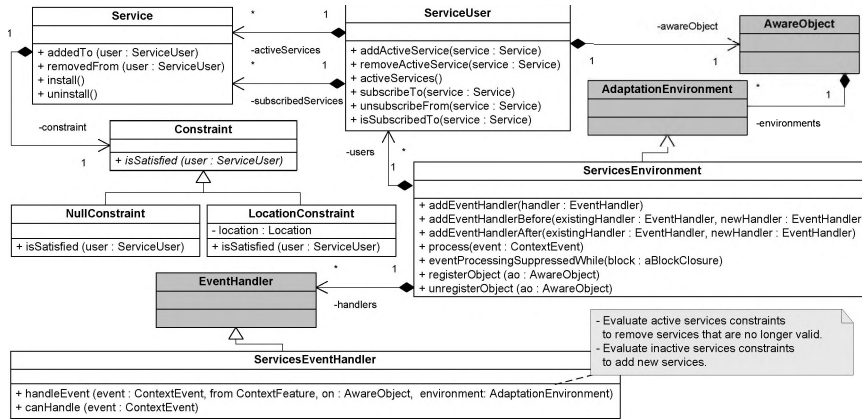 Service
+ addedTo (user : ServiceUser)
+ removedFrom (user : ServiceUser)
+ install()
+ uninstall()
1
*
1
-activeServices
*
1
-subscribedServices
ServiceUser
+ addActiveService(service : Service)
+ removeActiveService(service : Service)
+ activeServices()
+ subscribeTo(service : Service)
+ unsubscribeFrom(service : Service)
+ isSubscribedTo(service : Service)
-awareObject
1
1
AwareObject
1
AdaptationEnvironment
*
-environments
-constraint
1
Constraint
+ isSatisfied (user : ServiceUser)
-users
*
1
NullConstraint
+ isSatisfied (user : ServiceUser)
LocationConstraint
- location : Location
+ isSatisfied (user : ServiceUser)
ServicesEnvironment
+ addEventHandler(handler : EventHandler)
+ addEventHandlerBefore(existingHandler : EventHandler, newHandler : EventHandler
+ addEventHandlerAfter(existingHandler : EventHandler, newHandler : EventHandler)
+ process(event : ContextEvent)
+ eventProcessingSuppressedWhile(block : aBlockClosure)
+ registerObject (ao : AwareObject)
+ unregisterObject (ao : AwareObject)
EventHandler
*
1
-handlers
- Evaluate active services constraints
to remove services that are no longer valid.
- Evaluate inactive services constraints
to add new services.
ServicesEventHandler
+ handleEvent (event : ContextEvent, from ContextFeature, on : AwareObject, environment: AdaptationEnvironment)
+ canHandle (event : ContextEvent)